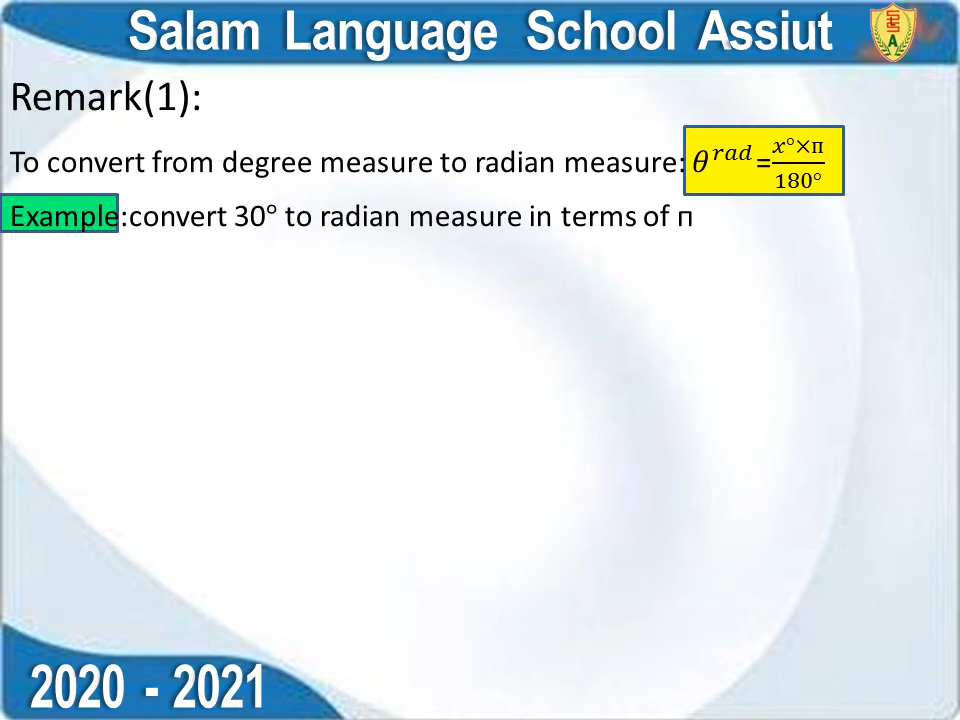 Salam Language School Assiut
Remark(1):
To convert from degree measure to radian measure: 𝜃^𝑟𝑎𝑑=(𝑥°×п)/180°
Example:convert 30° to radian measure in terms of п
2020 - 2021